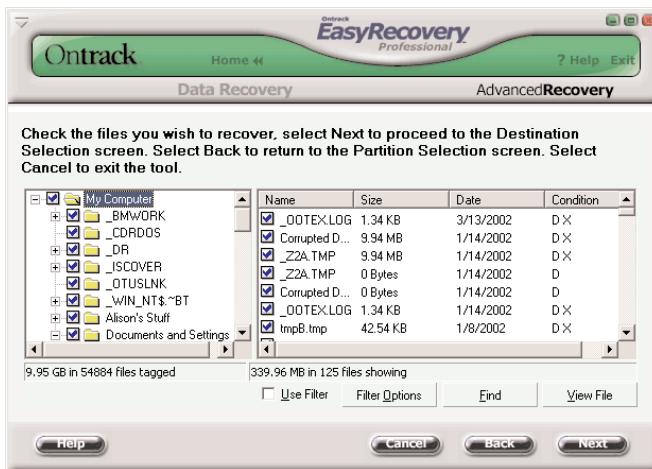 Ontrack
EasyRecovery
Professional
Ontrack
Home
? Help Exit
Data Recovery
AdvancedRecovery
Check the files you wish to recover, select Next to proceed to the Destination
Selection screen. Select Back to return to the Partition Selection screen. Select
Cancel to exit the tool.
My Computer
_BMWORK
_CDRDOS
_DR
_ISCOVER
_OTUSLNK
_WIN_NT$.~BT
Alison's Stuff
Documents and Settings
Name Size Date Condition
_OOTEX.LOG 1.34 KB 3/13/2002 D X
Corrupted D... 9.94 MB 1/14/2002 D X
_Z2A.TMP 9.94 MB 1/14/2002 D X
_Z2A.TMP 0 Bytes 1/14/2002 D
Corrupted D... 0 Bytes 1/14/2002 D
_OOTEX.LOG 1.34 KB 1/14/2002 D X
tmpB.tmp 42.54 KB 1/8/2002 D X
9.95 GB in 54884 files tagged
339.96 MB in 125 files showing
Use Filter
Filter Options
Find
View File
Help
Cancel
Back
Next